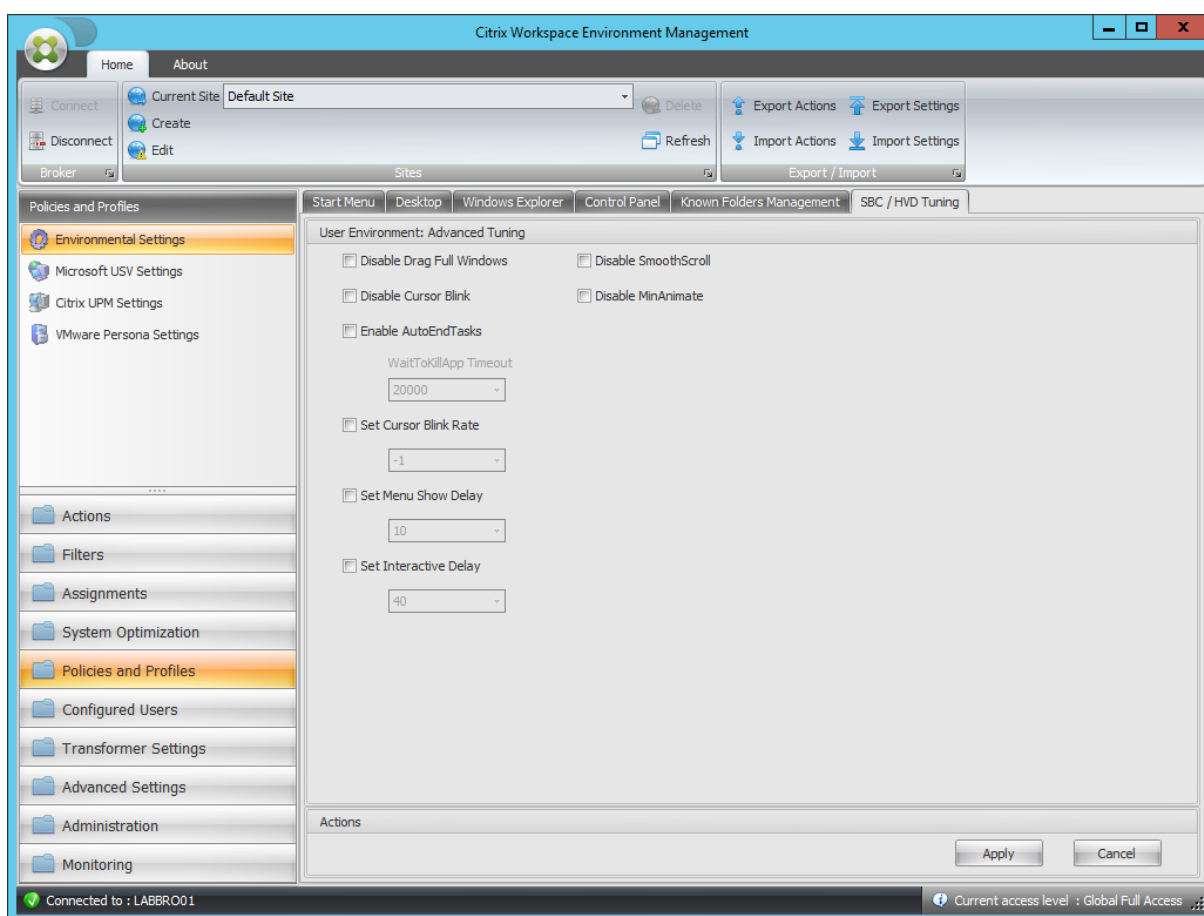 Citrix Workspace Environment Management
Home About
Connect
Disconnect
Broker
Current Site Default Site
Create
Edit
Delete
Refresh
Sites
Export Actions Export Settings
Import Actions Import Settings
Export / Import
Policies and Profiles
Environmental Settings
Microsoft USV Settings
Citrix UPM Settings
VMware Persona Settings
Actions
Filters
Assignments
System Optimization
Policies and Profiles
Configured Users
Transformer Settings
Advanced Settings
Administration
Monitoring
Start Menu Desktop Windows Explorer Control Panel Known Folders Management SBC / HVD Tuning
User Environment: Advanced Tuning
Disable Drag Full Windows Disable SmoothScroll
Disable Cursor Blink Disable MinAnimate
Enable AutoEndTasks
WaitToKillApp Timeout
20000
Set Cursor Blink Rate
-1
Set Menu Show Delay
10
Set Interactive Delay
40
Actions
Apply Cancel
Connected to : LABBRO01
Current access level : Global Full Access